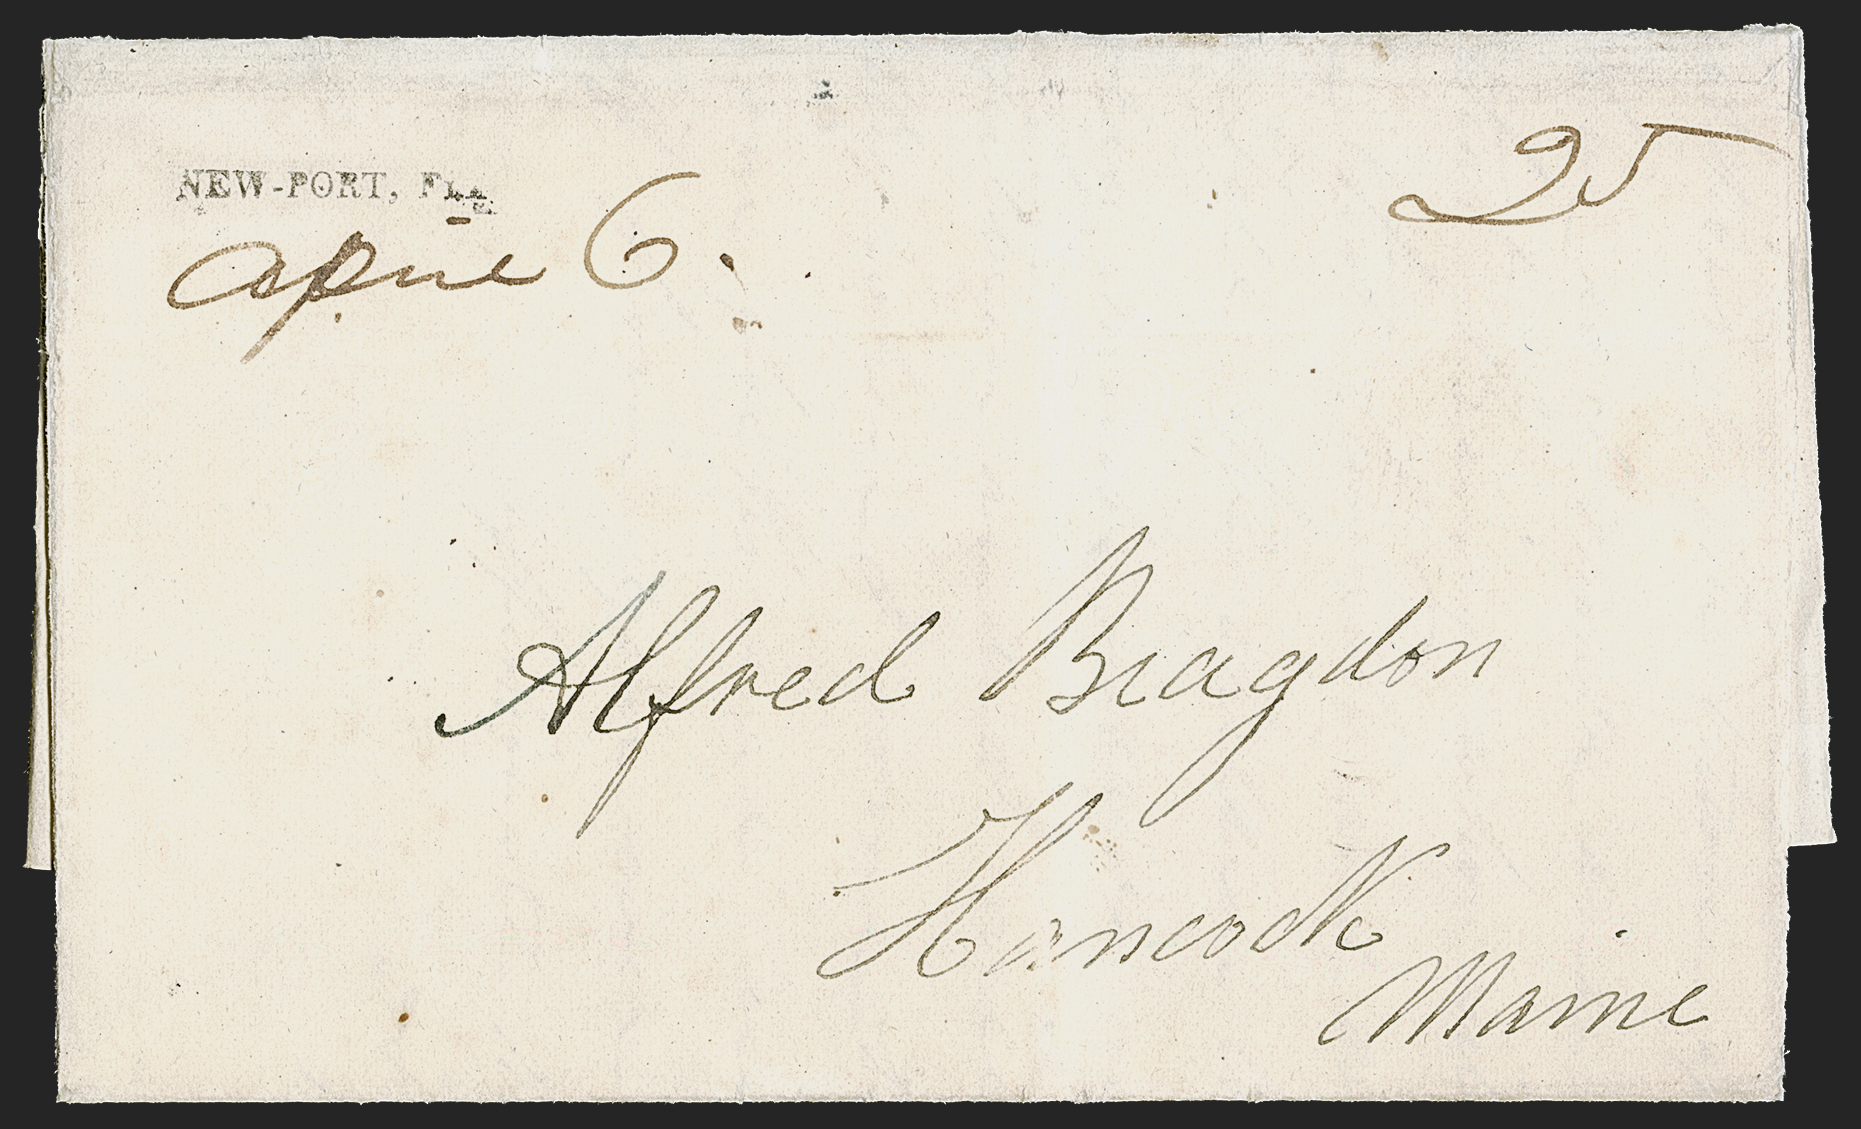 NEW-PORT, Fla
25
April 6.
Alfred Bragdon
Hancock
Maine